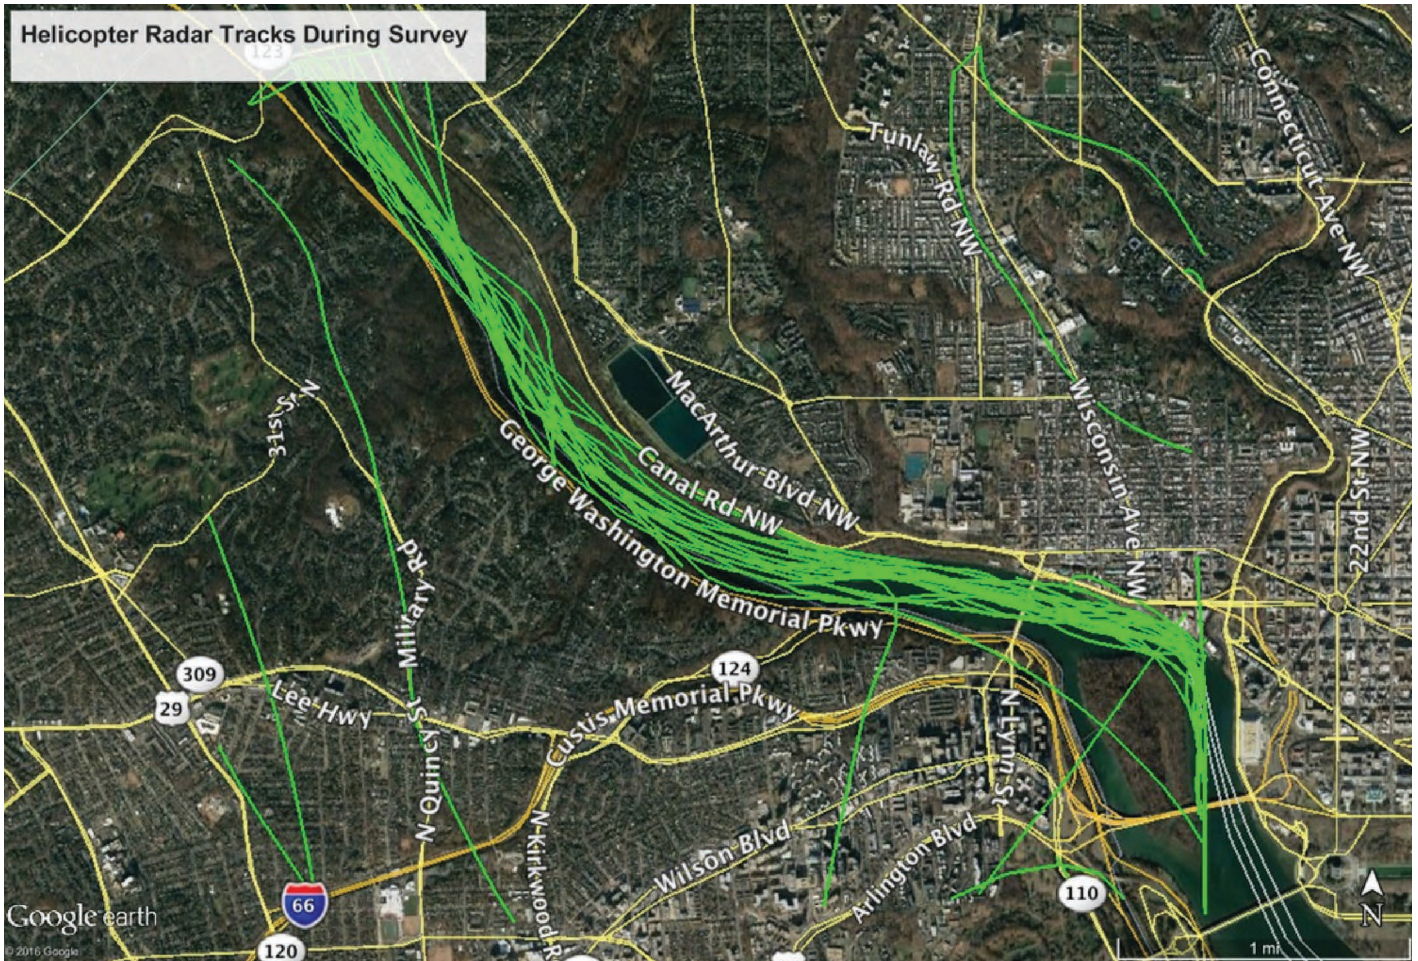 Helicopter Radar Tracks During Survey
123
Connecticut Ave NW
Tunlaw Rd NW
31st St N
MacArthur Blvd NW
Wisconsin Ave NW
Canal Rd NW
George Washington Memorial Pkwy
22nd St NW
Military Rd
309
29
Lee Hwy
124
Custis Memorial Pkwy
N Quincy St
N Lynn St
N Kirkwood R
Wilson Blvd
Arlington Blvd
66
110
120
N
1 mi
Google earth
© 2016 Google